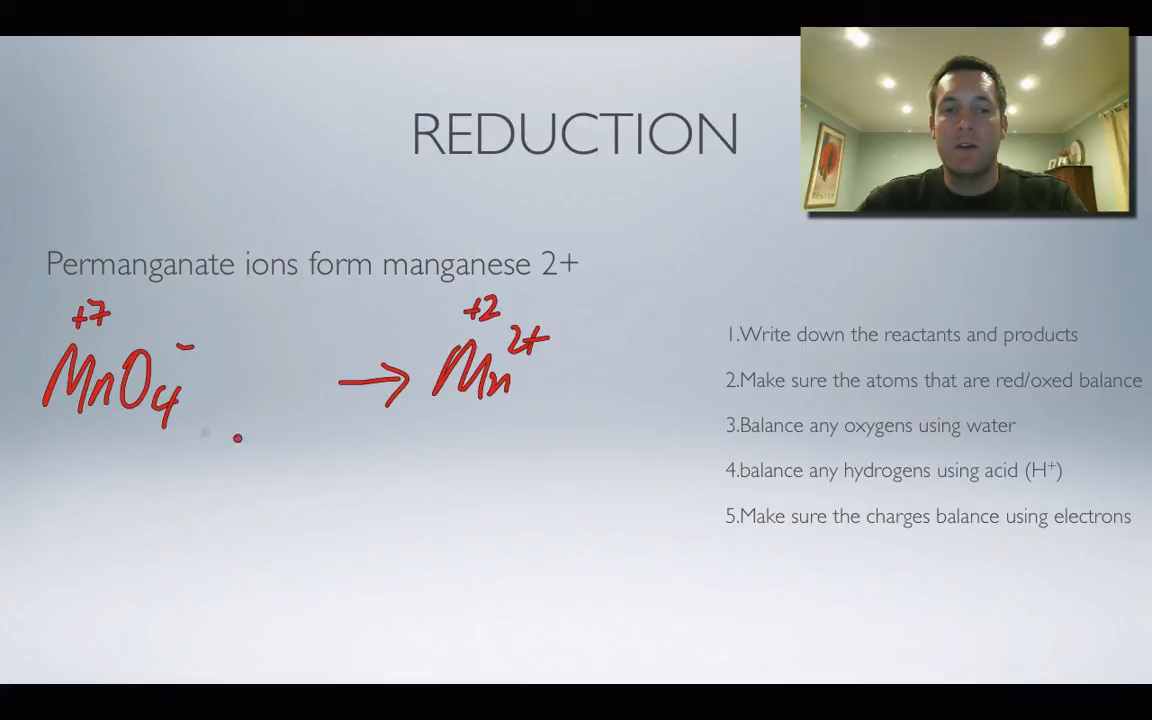 REDUCTION
Permanganate ions form manganese 2+
+7 +2
MnO₄⁻ → Mn²⁺
1.Write down the reactants and products
2.Make sure the atoms that are red/oxed balance
3.Balance any oxygens using water
4.balance any hydrogens using acid (H⁺)
5.Make sure the charges balance using electrons